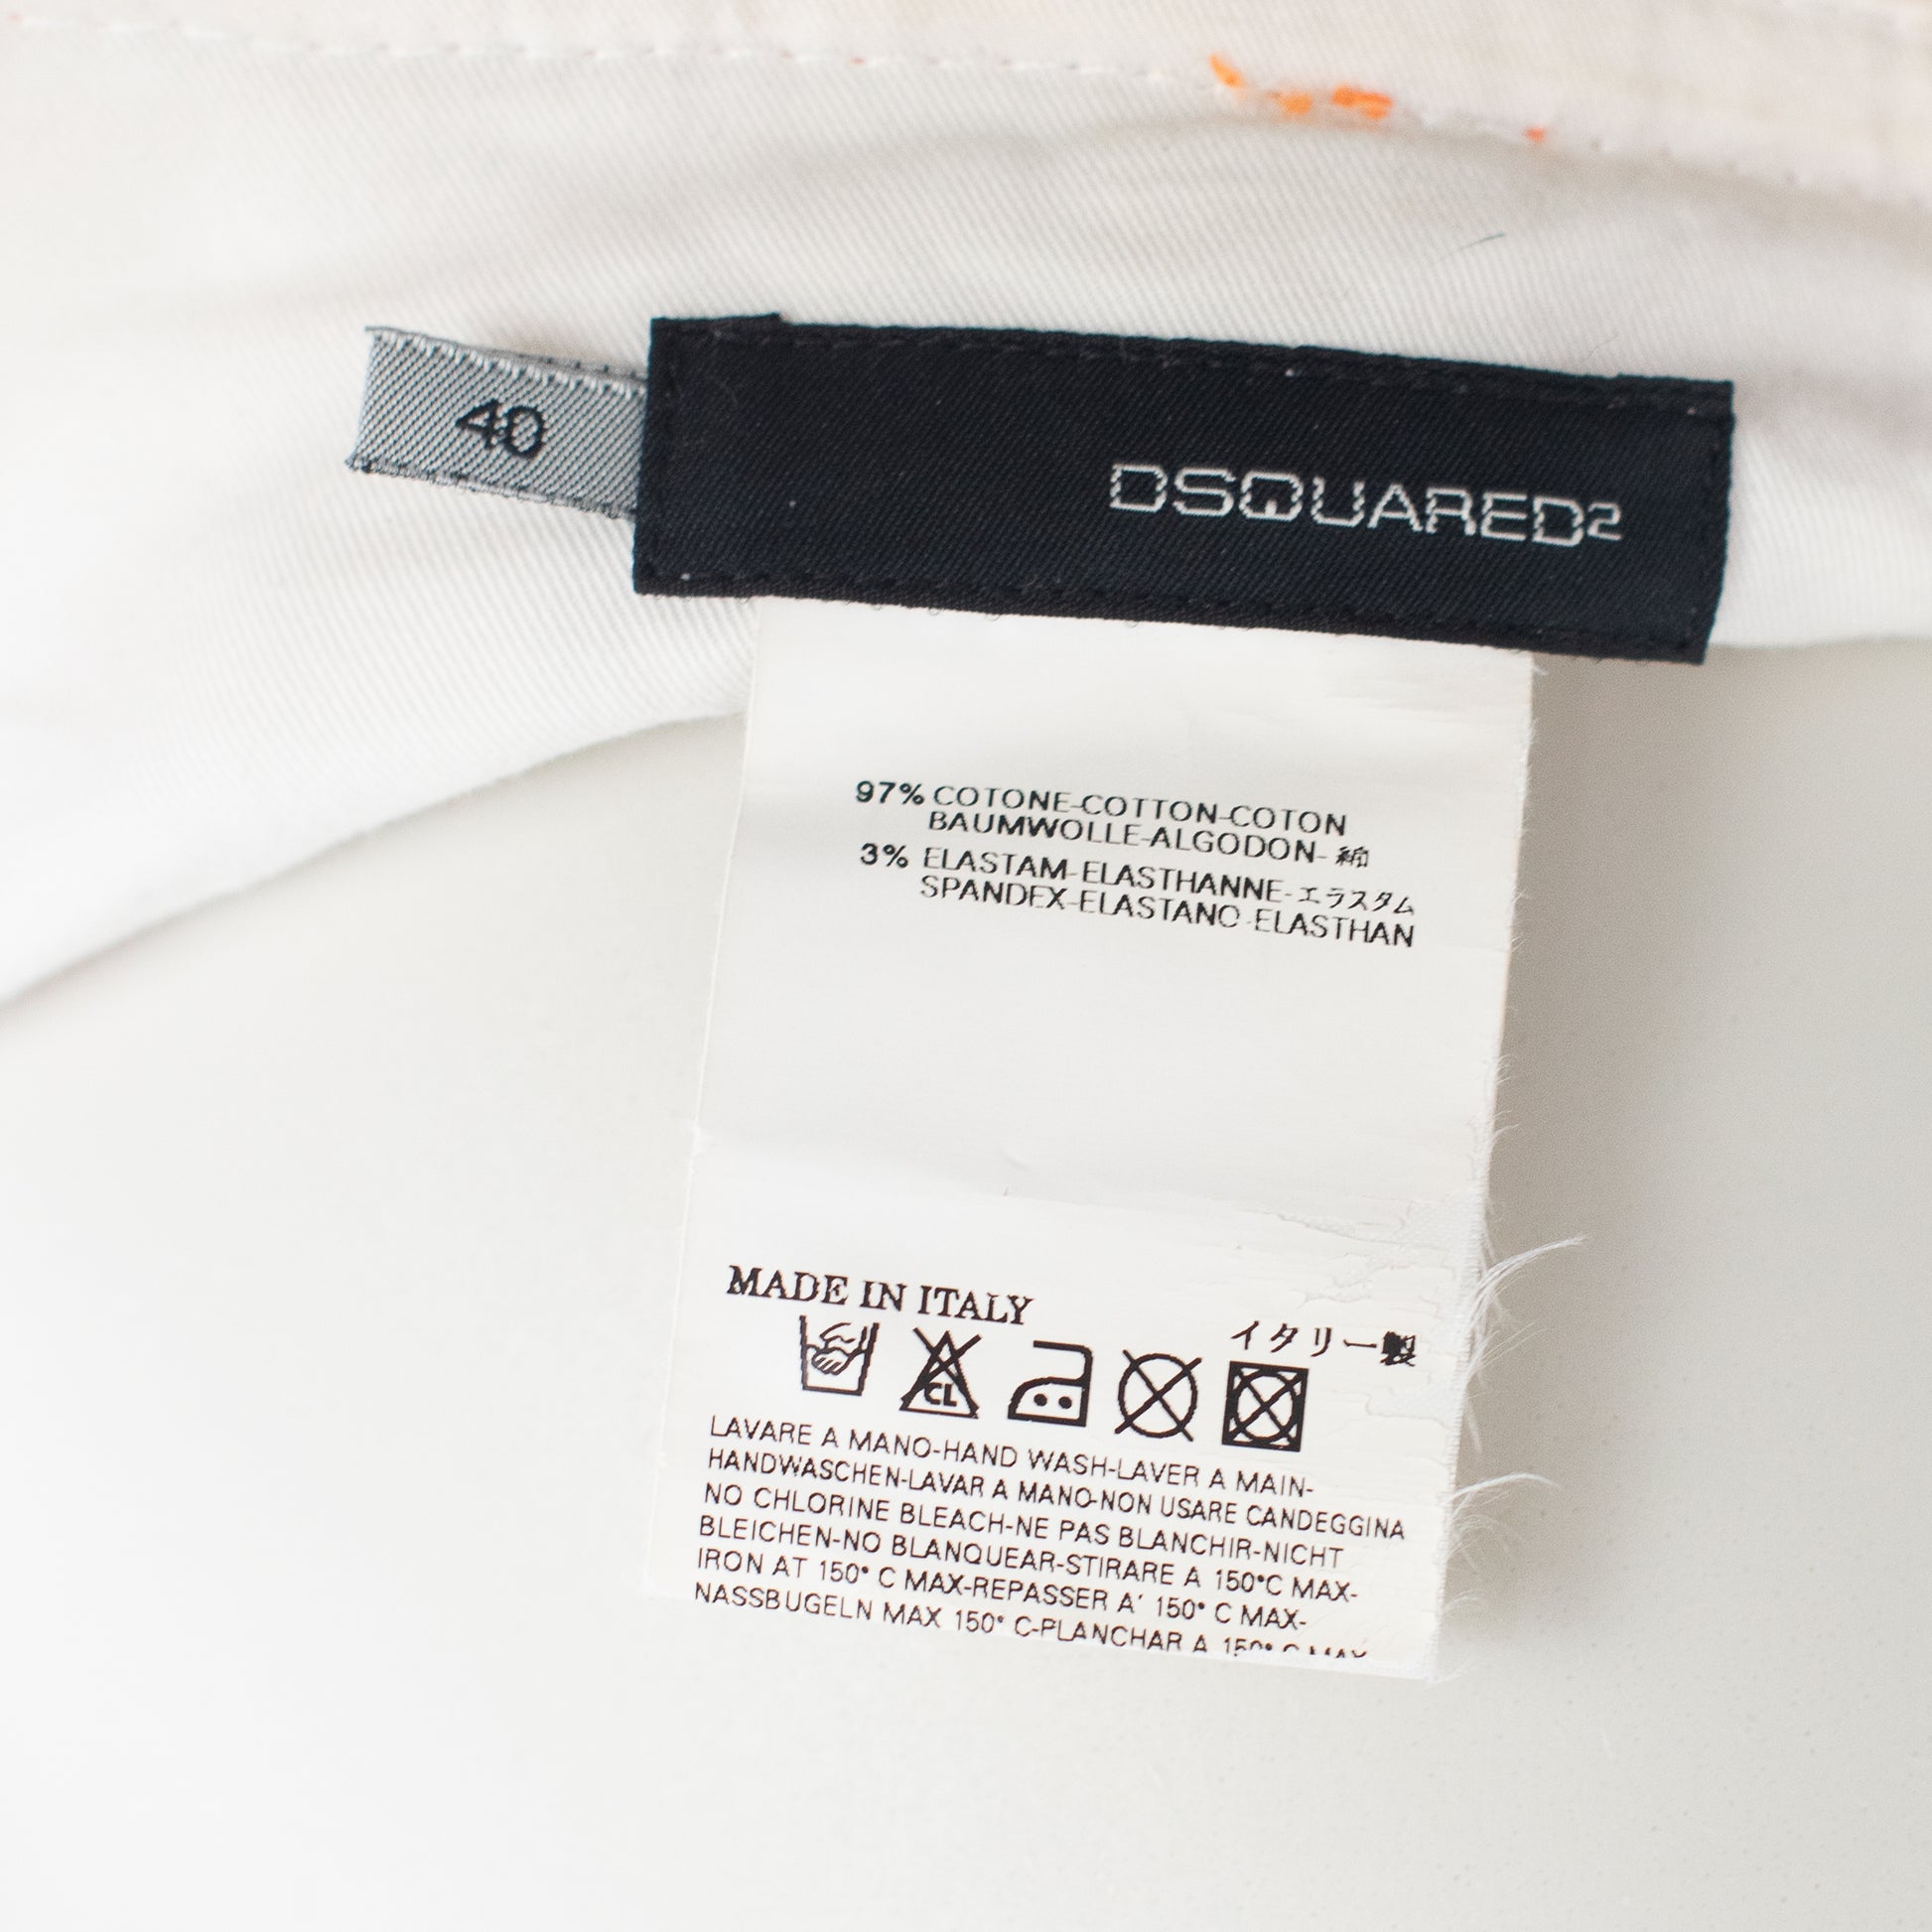 40
DSQUARED2
97% COTONE-COTTON-COTON
BAUMWOLLE-ALGODON- 綿
3% ELASTAM-ELASTHANNE-エラスタム
SPANDEX-ELASTANO-ELASTHAN
MADE IN ITALY
イタリー製
CL
LAVARE A MANO-HAND WASH-LAVER A MAIN-
HANDWASCHEN-LAVAR A MANO-NON USARE CANDEGGINA
NO CHLORINE BLEACH-NE PAS BLANCHIR-NICHT
BLEICHEN-NO BLANQUEAR-STIRARE A 150°C MAX-
IRON AT 150° C MAX-REPASSER A' 150° C MAX-
NASSBUGELN MAX 150° C-PLANCHAR A 150° C MAX